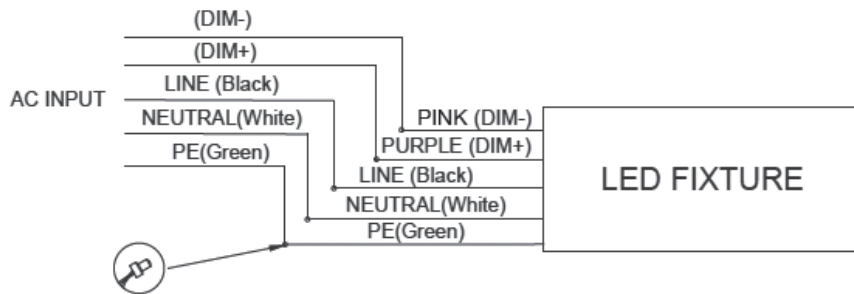 (DIM-)
(DIM+)
LINE (Black)
AC INPUT
NEUTRAL(White)
PE(Green)
PINK (DIM-)
PURPLE (DIM+)
LINE (Black)
NEUTRAL(White)
PE(Green)
LED FIXTURE